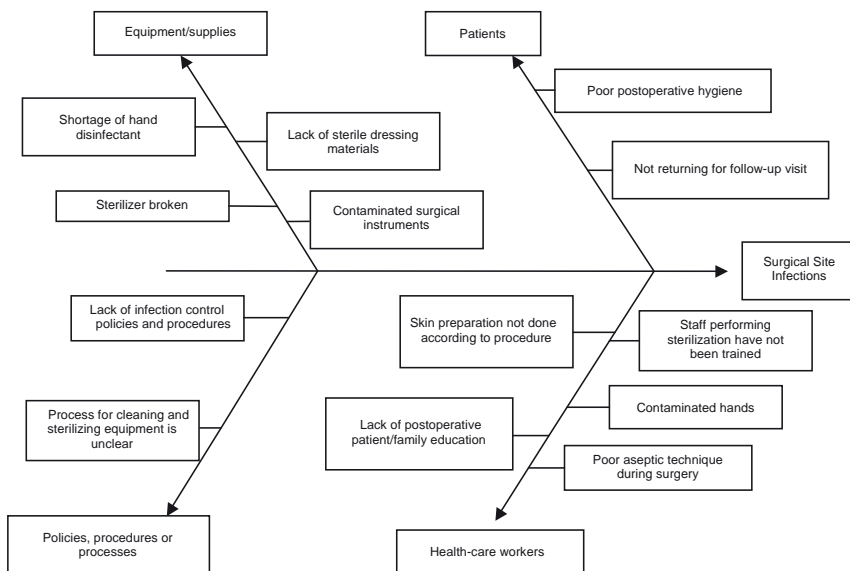 Equipment/supplies
Patients
Poor postoperative hygiene
Shortage of hand
disinfectant
Lack of sterile dressing
materials
Not returning for follow-up visit
Sterilizer broken
Contaminated surgical
instruments
Surgical Site
Infections
Lack of infection control
policies and procedures
Skin preparation not done
according to procedure
Staff performing
sterilization have not
been trained
Process for cleaning and
sterilizing equipment is
unclear
Lack of postoperative
patient/family education
Contaminated hands
Poor aseptic technique
during surgery
Policies, procedures or
processes
Health-care workers